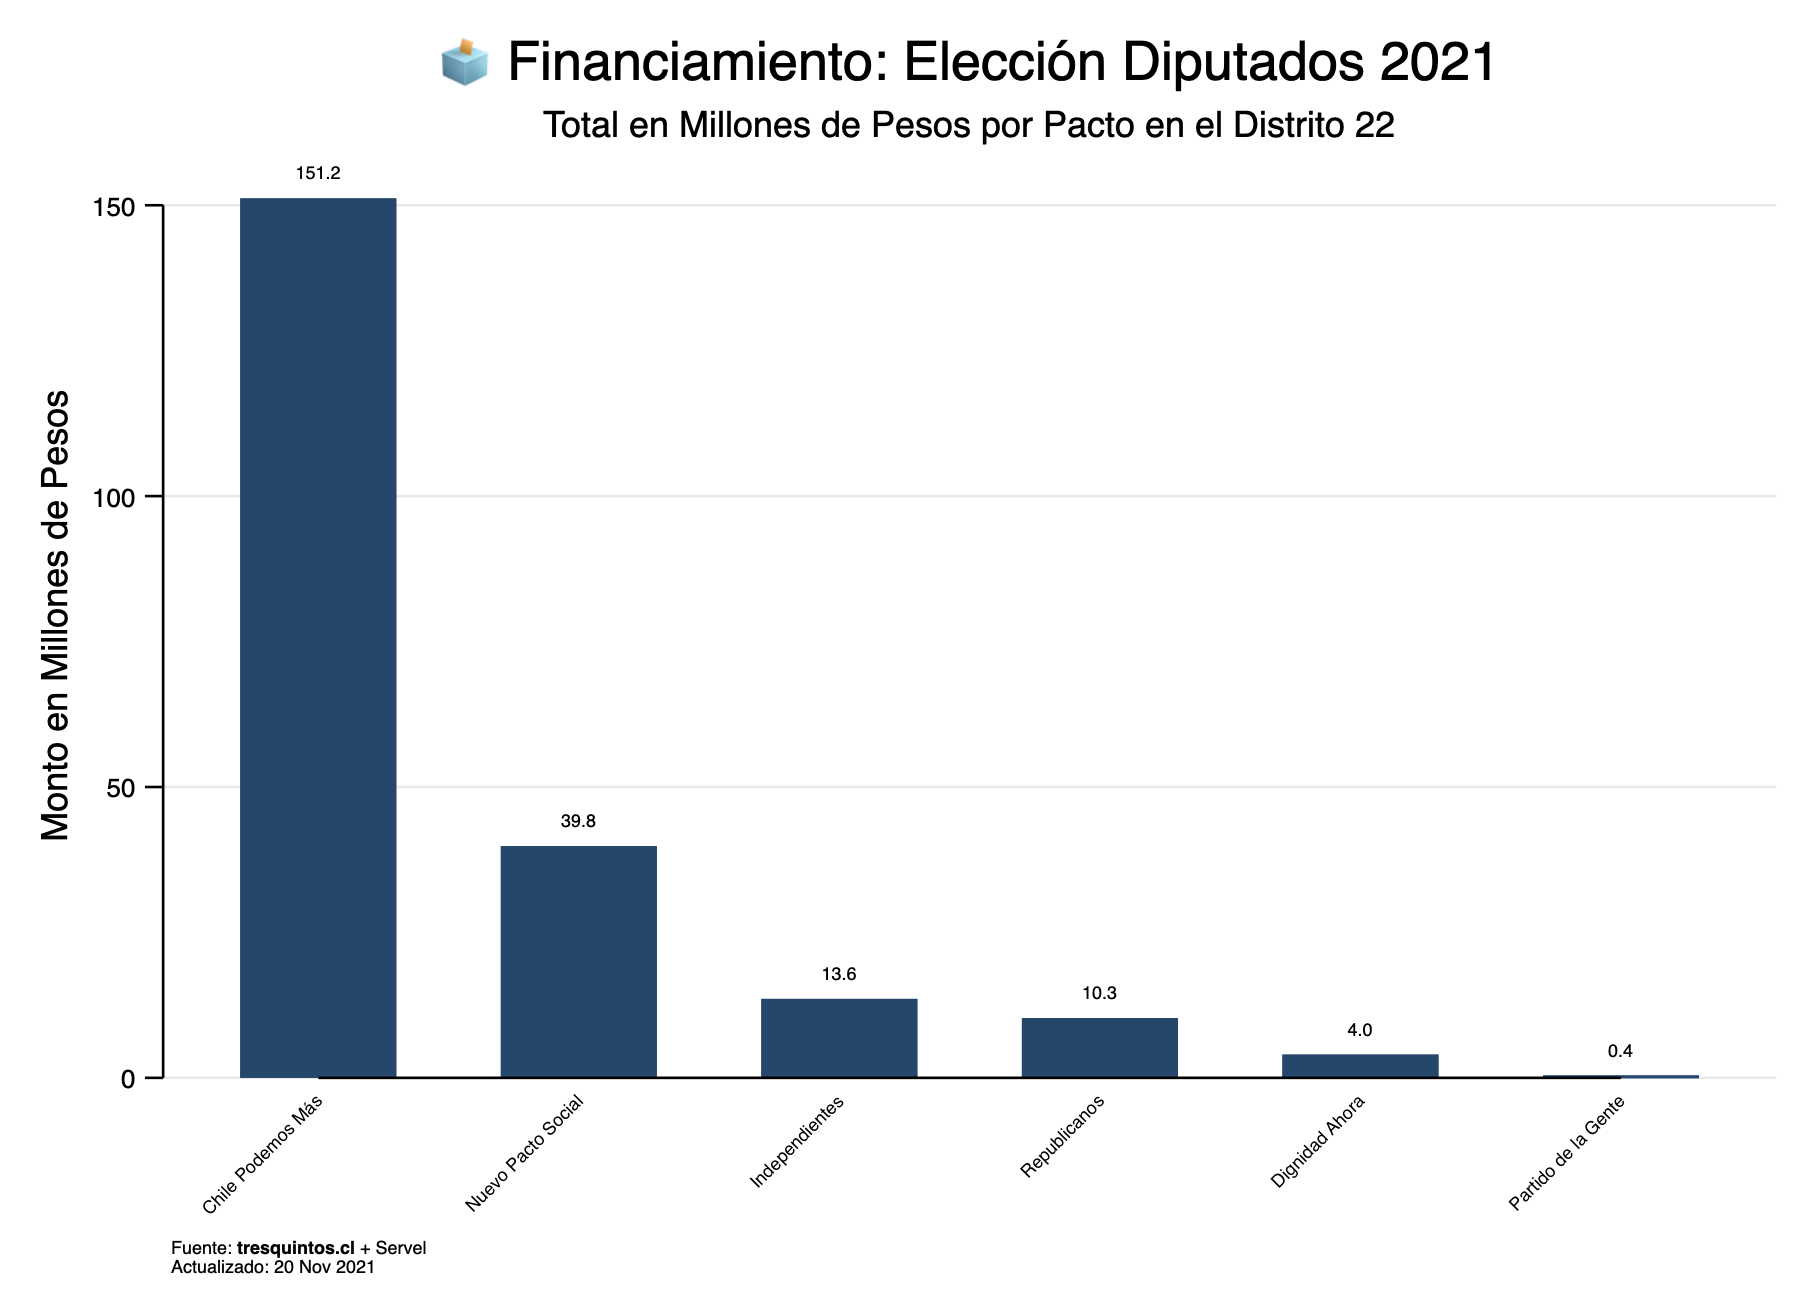 Financiamiento: Elección Diputados 2021
Total en Millones de Pesos por Pacto en el Distrito 22
Monto en Millones de Pesos
150
100
50
0
151.2
39.8
13.6
10.3
4.0
0.4
Chile Podemos Más
Nuevo Pacto Social
Independientes
Republicanos
Dignidad Ahora
Partido de la Gente
Fuente: tresquintos.cl + Servel
Actualizado: 20 Nov 2021